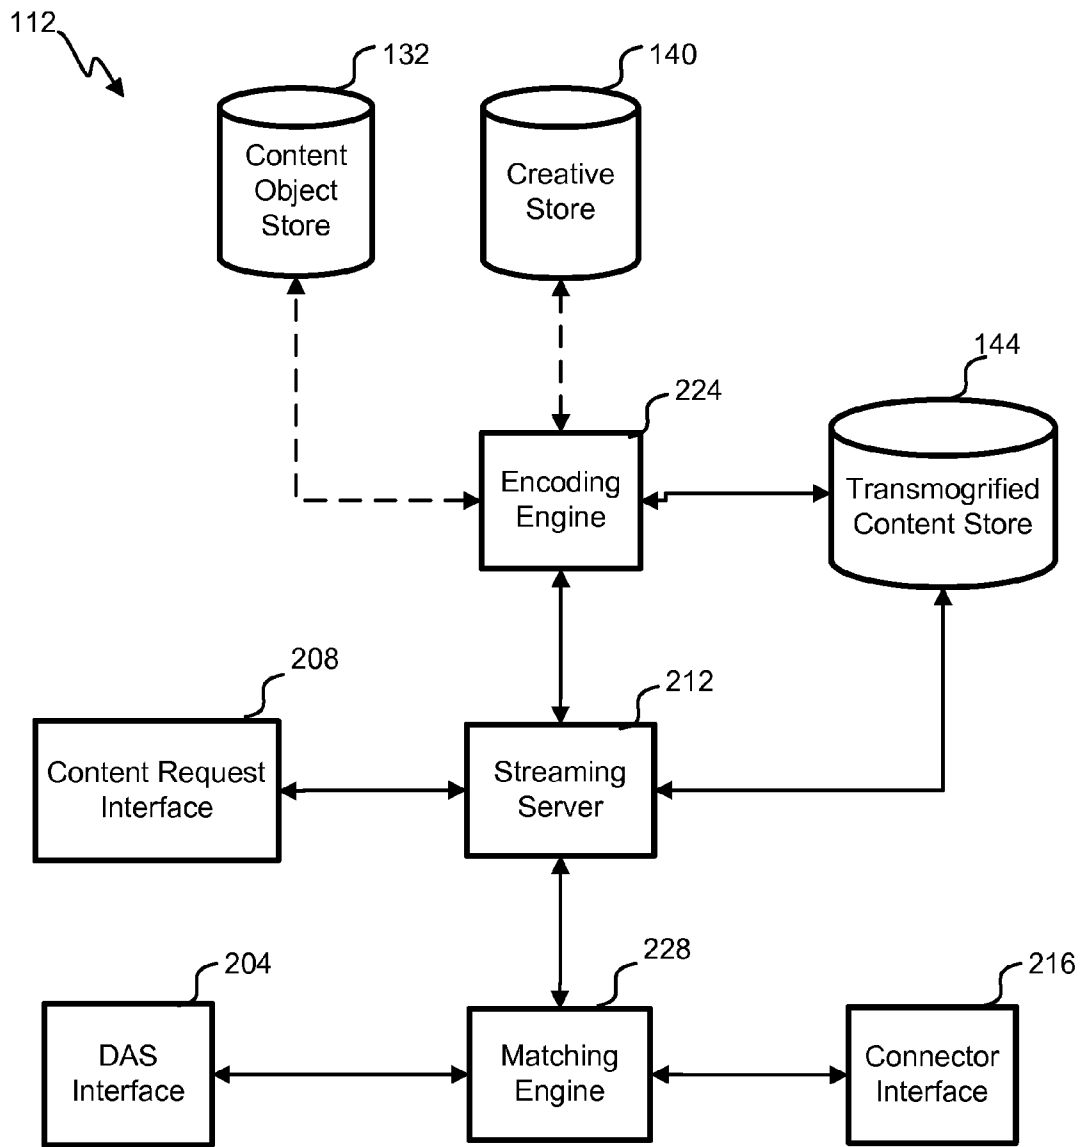 112
132
140
Content
Object
Store
Creative
Store
144
224
Encoding
Engine
Transmogrified
Content Store
208
212
Content Request
Interface
Streaming
Server
204
228
216
DAS
Interface
Matching
Engine
Connector
Interface